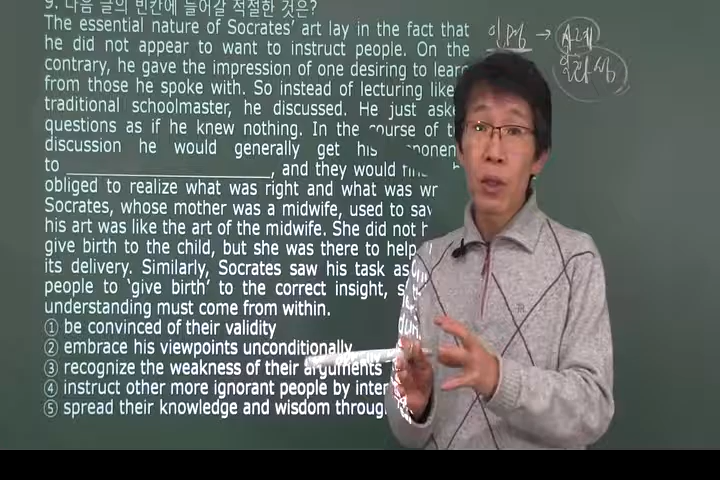 9. 다음 글의 빈칸에 들어갈 적절한 것은?
The essential nature of Socrates' art lay in the fact that
he did not appear to want to instruct people. On the
contrary, he gave the impression of one desiring to learn
from those he spoke with. So instead of lecturing like
traditional schoolmaster, he discussed. He just aske
questions as if he knew nothing. In the course of t
discussion he would generally get his ponen
to ____________________, and they would fin
obliged to realize what was right and what was wr
Socrates, whose mother was a midwife, used to say
his art was like the art of the midwife. She did not h
give birth to the child, but she was there to help
its delivery. Similarly, Socrates saw his task as
people to 'give birth' to the correct insight, s
understanding must come from within.
① be convinced of their validity
② embrace his viewpoints unconditionally
③ recognize the weakness of their arguments
④ instruct other more ignorant people by inter
⑤ spread their knowledge and wisdom throug